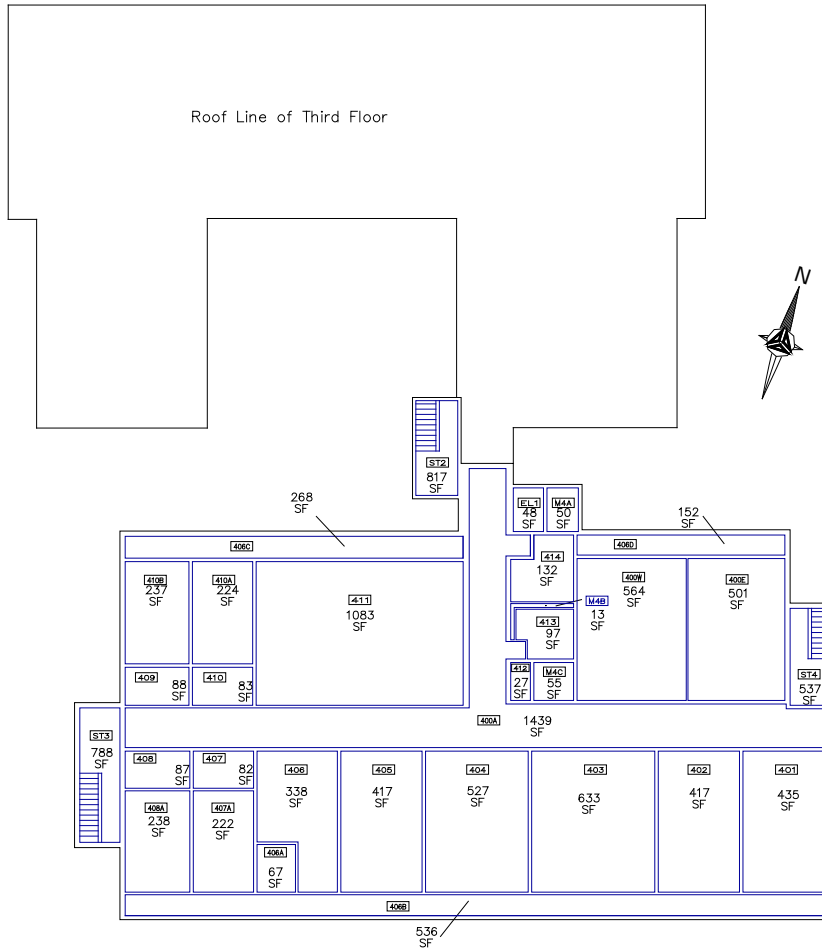 Roof Line of Third Floor
N
ST2
817
SF
268
SF
EL1
48
SF
M4A
50
SF
152
SF
406C
406D
414
132
SF
410B
237
SF
410A
224
SF
411
1083
SF
M4B
13
SF
400W
564
SF
400E
501
SF
413
97
SF
409
88
SF
410
83
SF
412
27
SF
M4C
55
SF
ST4
537
SF
400A
1439
SF
ST3
788
SF
408
87
SF
407
82
SF
406
338
SF
405
417
SF
404
527
SF
403
633
SF
402
417
SF
401
435
SF
408A
238
SF
407A
222
SF
406A
67
SF
406B
536
SF